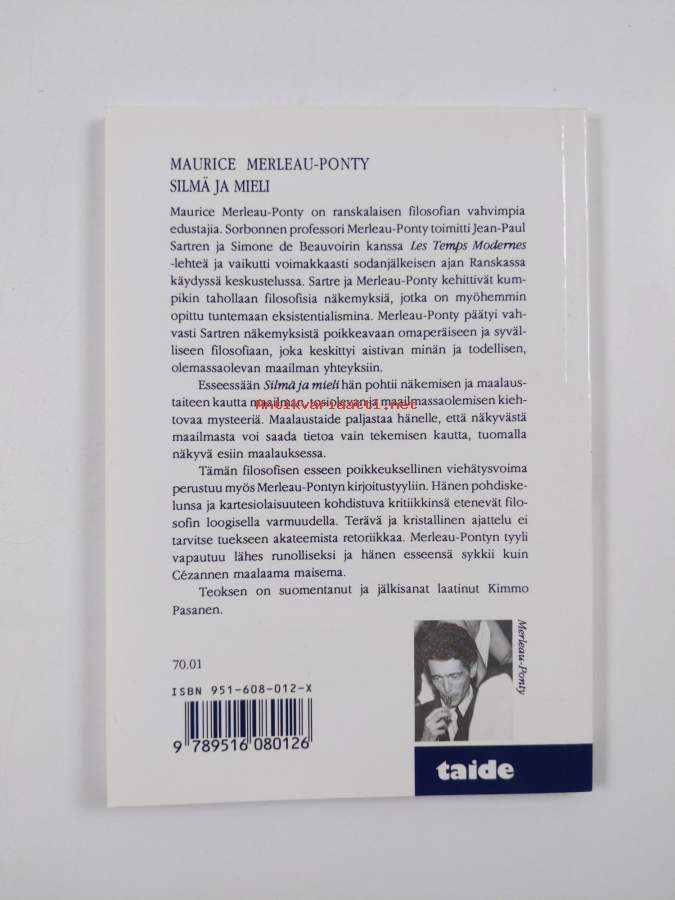 MAURICE MERLEAU-PONTY
SILMÄ JA MIELI
Maurice Merleau-Ponty on ranskalaisen filosofian vahvimpia
edustajia. Sorbonnen professori Merleau-Ponty toimitti Jean-Paul
Sartren ja Simone de Beauvoirin kanssa Les Temps Modernes
-lehteä ja vaikutti voimakkaasti sodanjälkeisen ajan Ranskassa
käydyssä keskustelussa. Sartre ja Merleau-Ponty kehittivät kum-
pikin tahollaan filosofisia näkemyksiä, jotka on myöhemmin
opittu tuntemaan eksistentialismina. Merleau-Ponty päätyi vah-
vasti Sartren näkemyksistä poikkeavaan omaperäiseen ja syväl-
liseen filosofiaan, joka keskittyi aistivan minän ja todellisen,
olemassaolevan maailman yhteyksiin.
Esseessään Silmä ja mieli hän pohtii näkemisen ja maalaus-
taiteen kautta maailman, tosiolevan ja maailmassaolemisen kieh-
Antikvariaatti.net
tovaa mysteeriä. Maalaustaide paljastaa hänelle, että näkyvästä
maailmasta voi saada tietoa vain tekemisen kautta, tuomalla
näkyvä esiin maalauksessa.
Tämän filosofisen esseen poikkeuksellinen viehätysvoima
perustuu myös Merleau-Pontyn kirjoitustyyliin. Hänen pohdiske-
lunsa ja kartesiolaisuuteen kohdistuva kritiikkinsä etenevät filo-
sofin loogisella varmuudella. Terävä ja kristallinen ajattelu ei
tarvitse tuekseen akateemista retoriikkaa. Merleau-Pontyn tyyli
vapautuu lähes runolliseksi ja hänen esseensä sykkii kuin
Cézannen maalaama maisema.
Teoksen on suomentanut ja jälkisanat laatinut Kimmo
Pasanen.
Merleau-Ponty
70.01
ISBN 951-608-012-X
9 789516 080126
taide